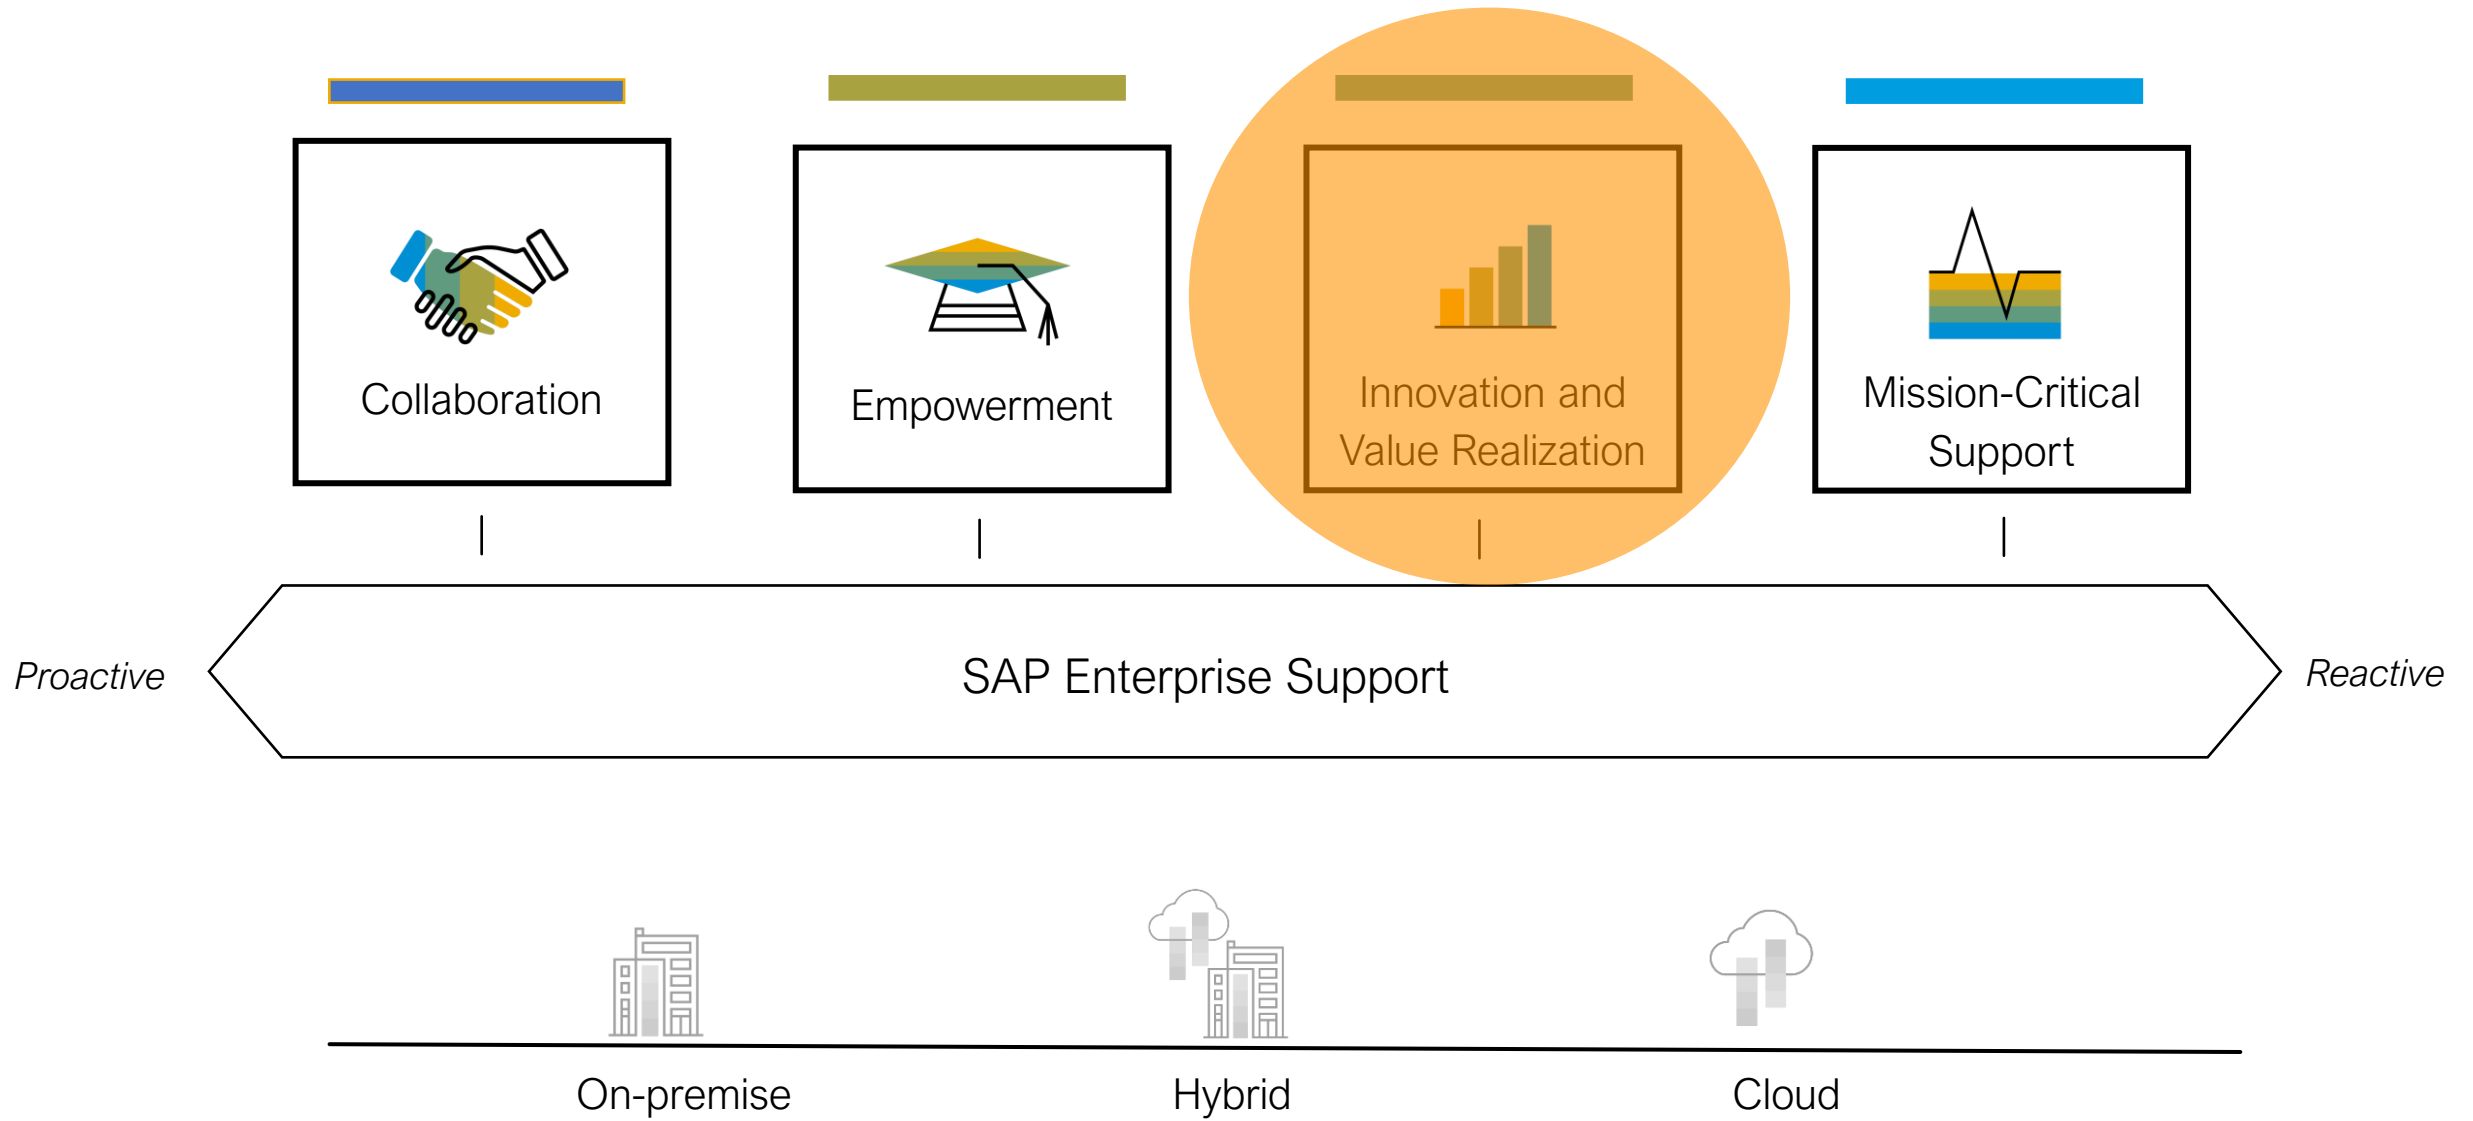 Collaboration
Empowerment
Innovation and
Value Realization
Mission-Critical
Support
Proactive
SAP Enterprise Support
Reactive
On-premise
Hybrid
Cloud